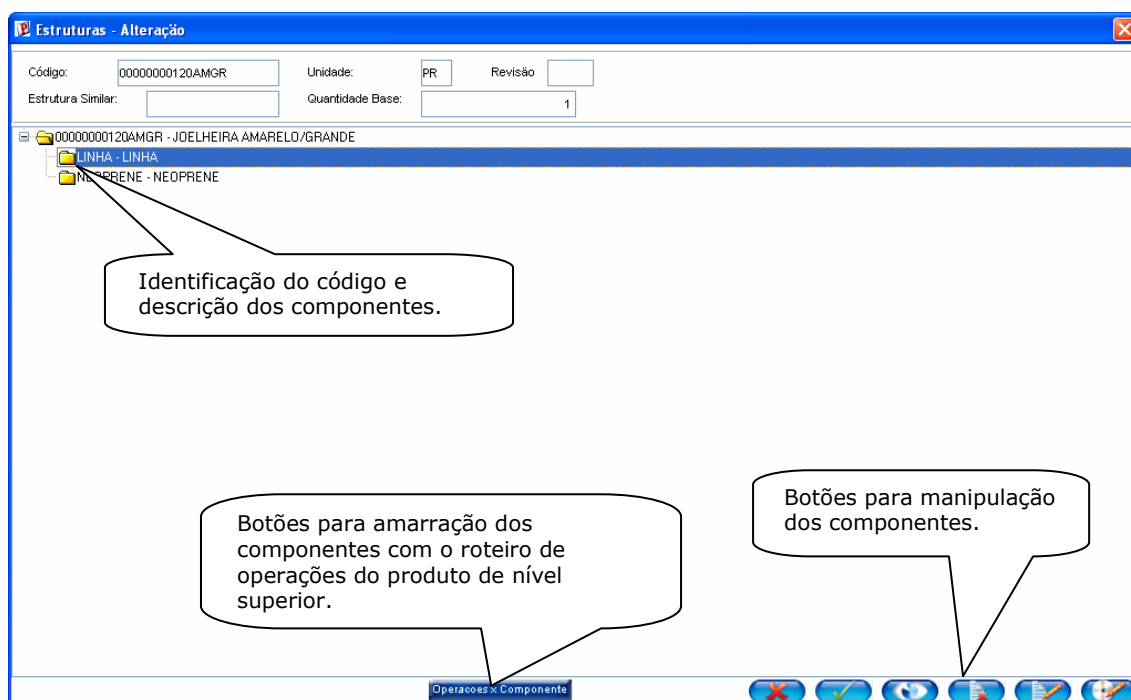 Estruturas - Alteração
Código: 00000000120AMGR Unidade: PR Revisão
Estrutura Similar: Quantidade Base: 1
00000000120AMGR - JOELHEIRA AMARELO/GRANDE
LINHA - LINHA
NEOPRENE - NEOPRENE
Identificação do código e
descrição dos componentes.
Botões para amarração dos
componentes com o roteiro de
operações do produto de nível
superior.
Botões para manipulação
dos componentes.
Operacoes x Componente